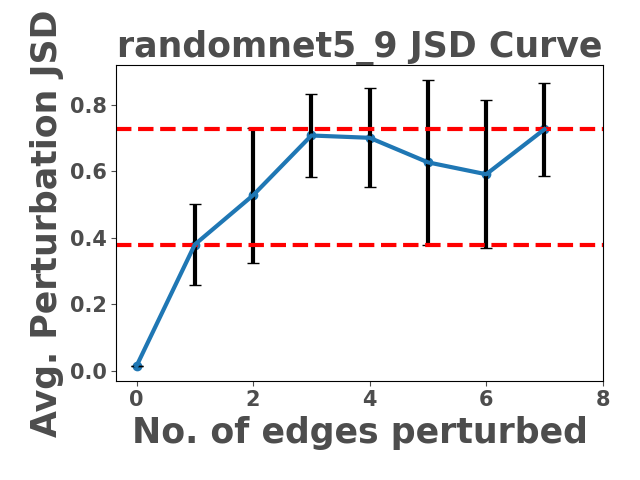 randomnet5_9 JSD Curve
Avg. Perturbation JSD
0.8
0.6
0.4
0.2
0.0
0 2 4 6 8
No. of edges perturbed